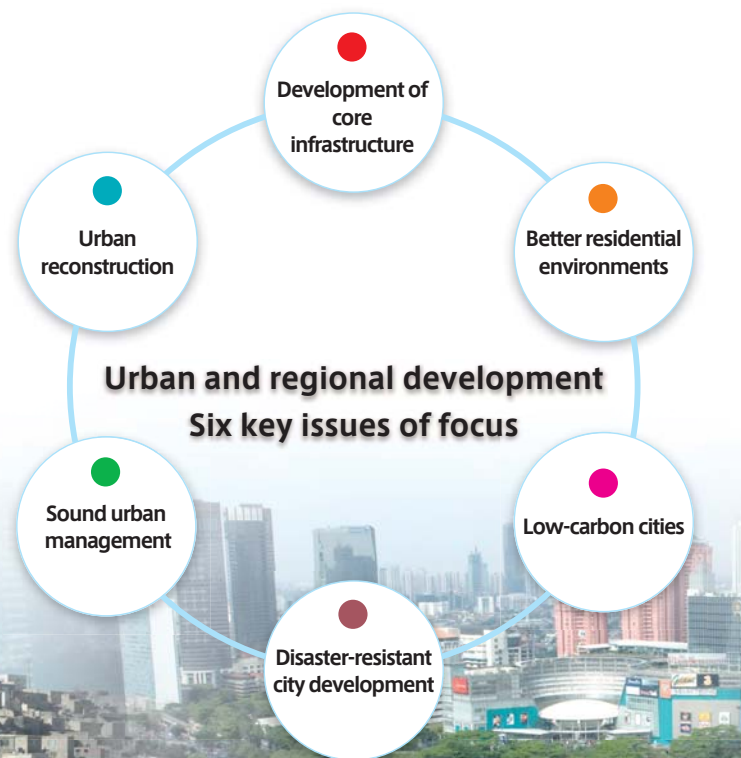 Development of
core
infrastructure
Urban
reconstruction
Better residential
environments
Urban and regional development
Six key issues of focus
Sound urban
management
Low-carbon cities
Disaster-resistant
city development